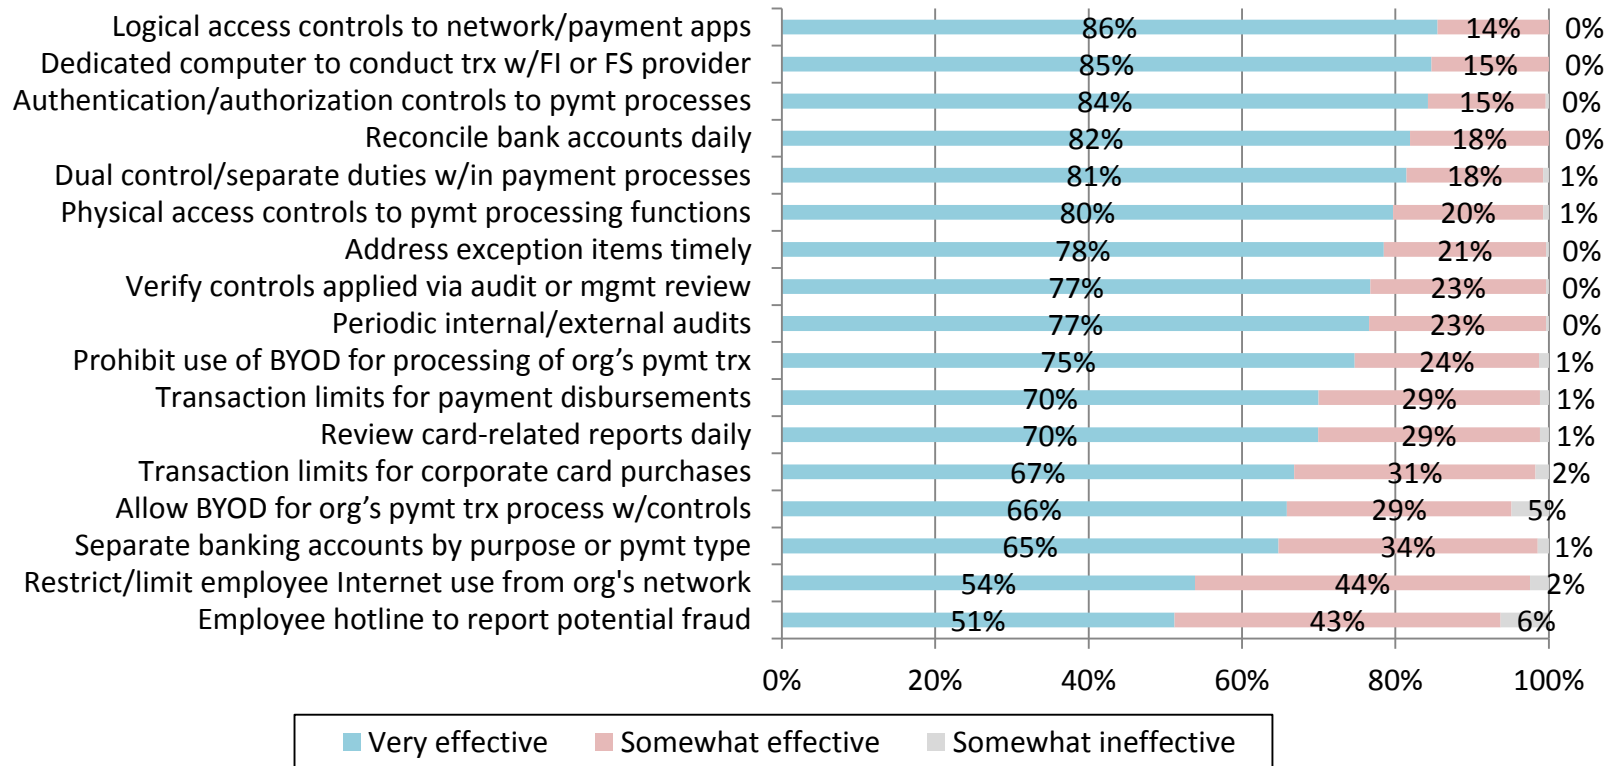 Logical access controls to network/payment apps 86% 14% 0%
Dedicated computer to conduct trx w/FI or FS provider 85% 15% 0%
Authentication/authorization controls to pymt processes 84% 15% 0%
Reconcile bank accounts daily 82% 18% 0%
Dual control/separate duties w/in payment processes 81% 18% 1%
Physical access controls to pymt processing functions 80% 20% 1%
Address exception items timely 78% 21% 0%
Verify controls applied via audit or mgmt review 77% 23% 0%
Periodic internal/external audits 77% 23% 0%
Prohibit use of BYOD for processing of org’s pymt trx 75% 24% 1%
Transaction limits for payment disbursements 70% 29% 1%
Review card-related reports daily 70% 29% 1%
Transaction limits for corporate card purchases 67% 31% 2%
Allow BYOD for org’s pymt trx process w/controls 66% 29% 5%
Separate banking accounts by purpose or pymt type 65% 34% 1%
Restrict/limit employee Internet use from org's network 54% 44% 2%
Employee hotline to report potential fraud 51% 43% 6%
0% 20% 40% 60% 80% 100%
Very effective Somewhat effective Somewhat ineffective